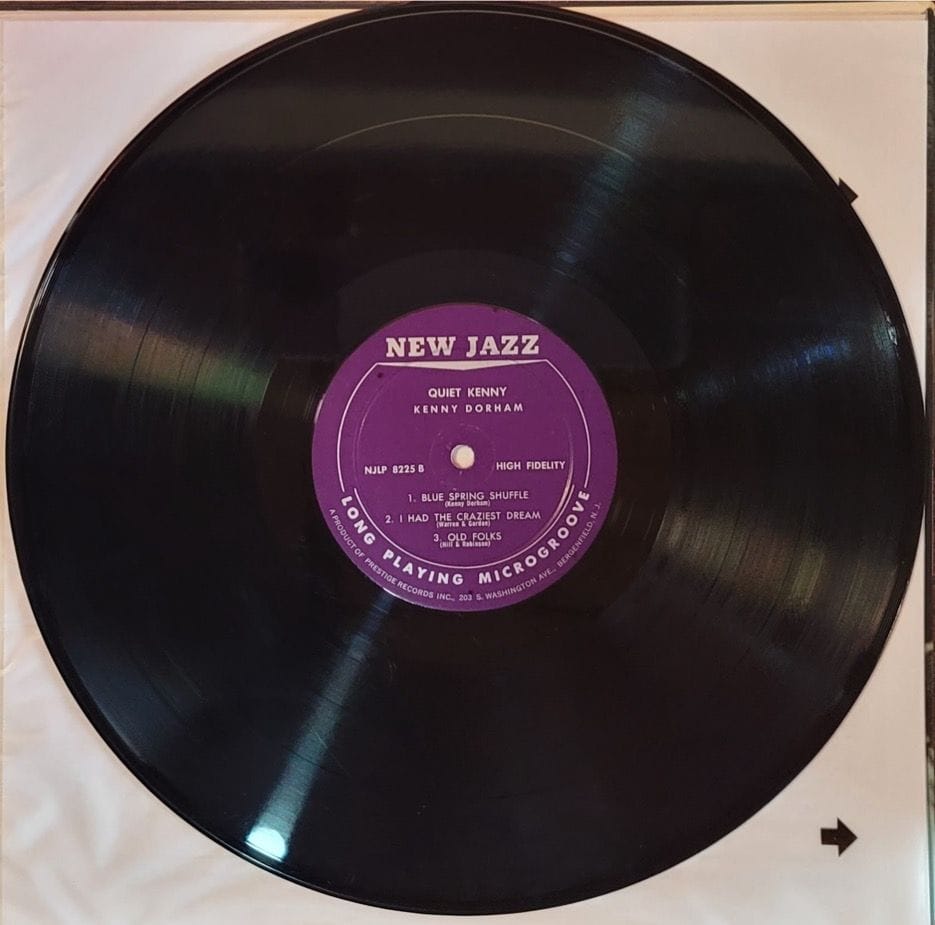 NEW JAZZ
QUIET KENNY
KENNY DORHAM
NJLP 8225 B
HIGH FIDELITY
1. BLUE SPRING SHUFFLE
(Kenny Dorham)
2. I HAD THE CRAZIEST DREAM
(Warren & Gordon)
3. OLD FOLKS
(Hill & Robinson)
LONG PLAYING MICROGROOVE
A PRODUCT OF PRESTIGE RECORDS INC., 203 S. WASHINGTON AVE., BERGENFIELD, N. J.